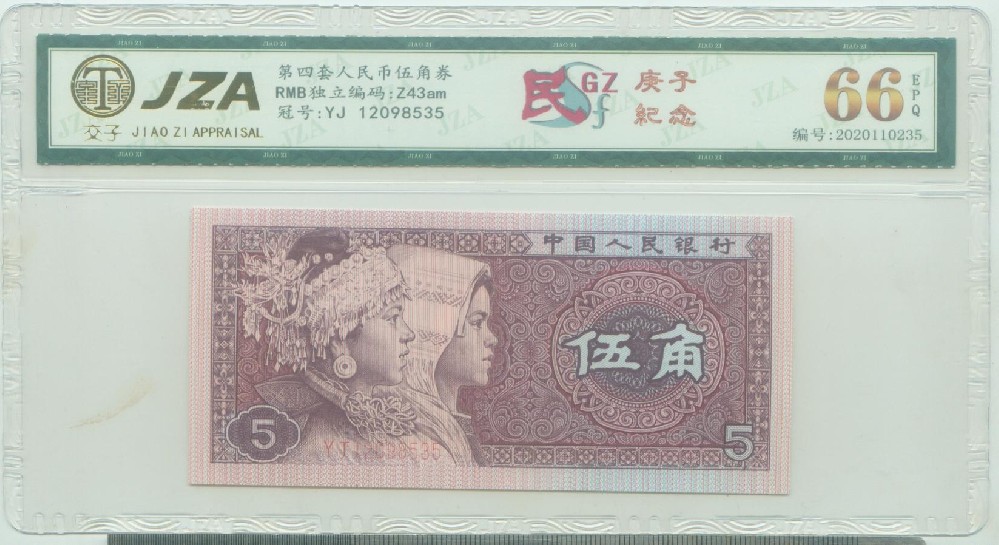 JZA
交子 JIAO ZI APPRAISAL
第四套人民币伍角券
RMB独立编码:Z43am
冠号:YJ 12098535
民 GZ f
庚子
紀念
66 EPQ
编号:2020110235
中国人民银行
伍角
5
5